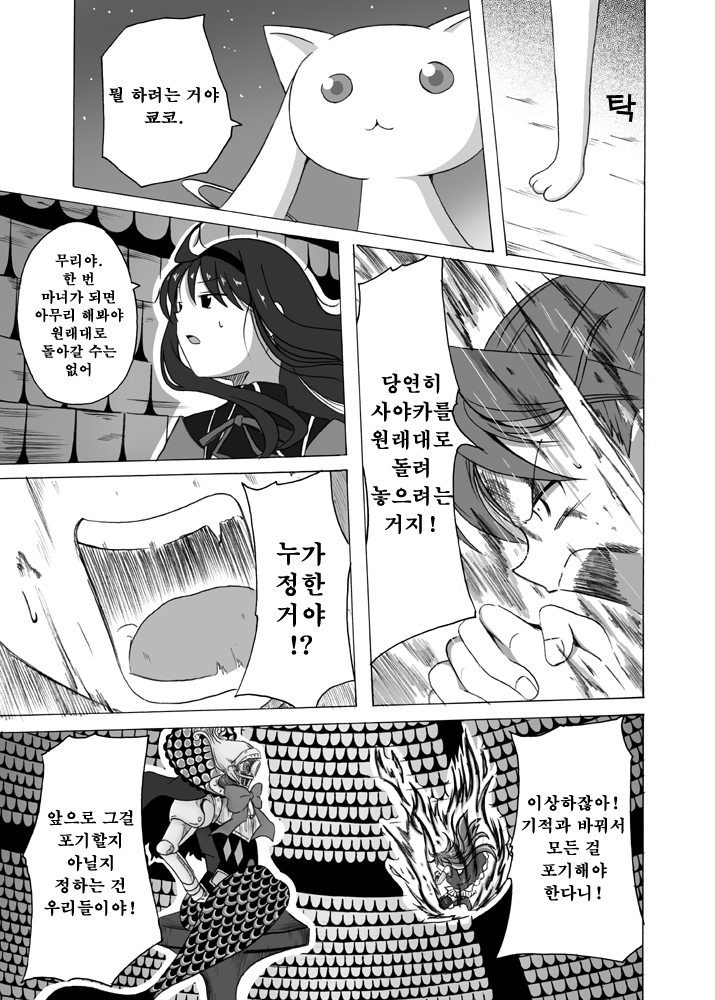 탁
뭘 하려는 거야
쿄코.
당연히
사야카를
원래대로
돌려
놓으려는
거지!
무리야.
한 번
마녀가 되면
아무리 해봐야
원래대로
돌아갈 수는
없어
누가
정한
거야
!?
이상하잖아!
기적과 바꿔서
모든 걸
포기해야
한다니!
앞으로 그걸
포기할지
아닐지
정하는 건
우리들이야!